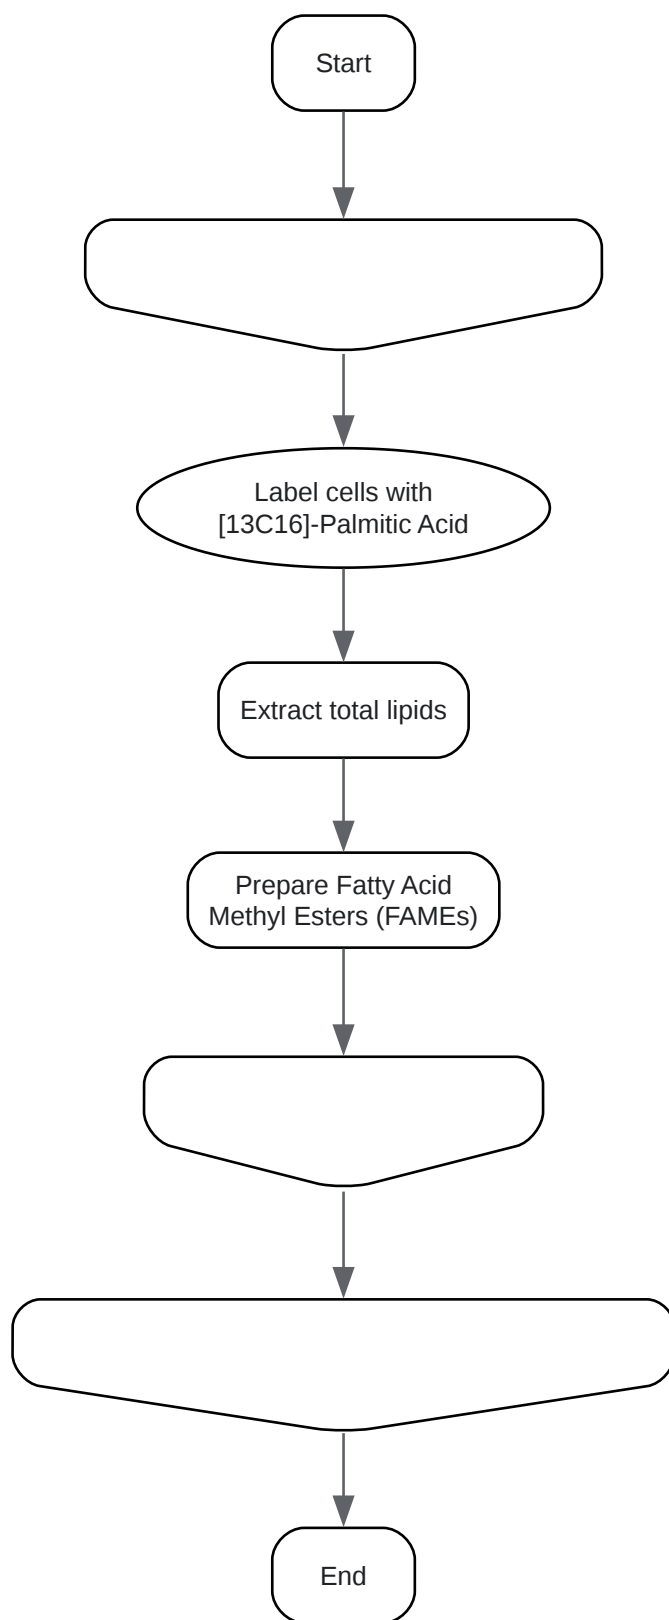 Start
Label cells with
[13C16]-Palmitic Acid
Extract total lipids
Prepare Fatty Acid
Methyl Esters (FAMEs)
End